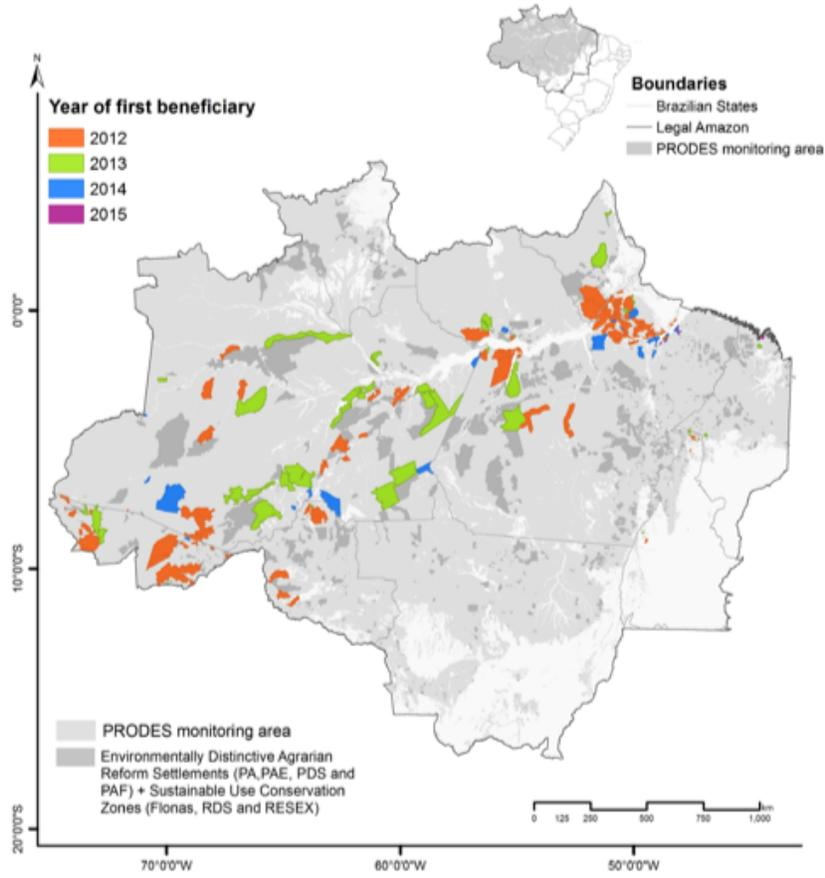 N
Boundaries
Brazilian States
Legal Amazon
PRODES monitoring area
Year of first beneficiary
2012
2013
2014
2015
0°0'0"
10°0'0"S
20°0'0"S
PRODES monitoring area
Environmentally Distinctive Agrarian
Reform Settlements (PA,PAE, PDS and
PAF) + Sustainable Use Conservation
Zones (Flonas, RDS and RESEX)
0 125 250 500 750 1,000 km
70°0'0"W 60°0'0"W 50°0'0"W